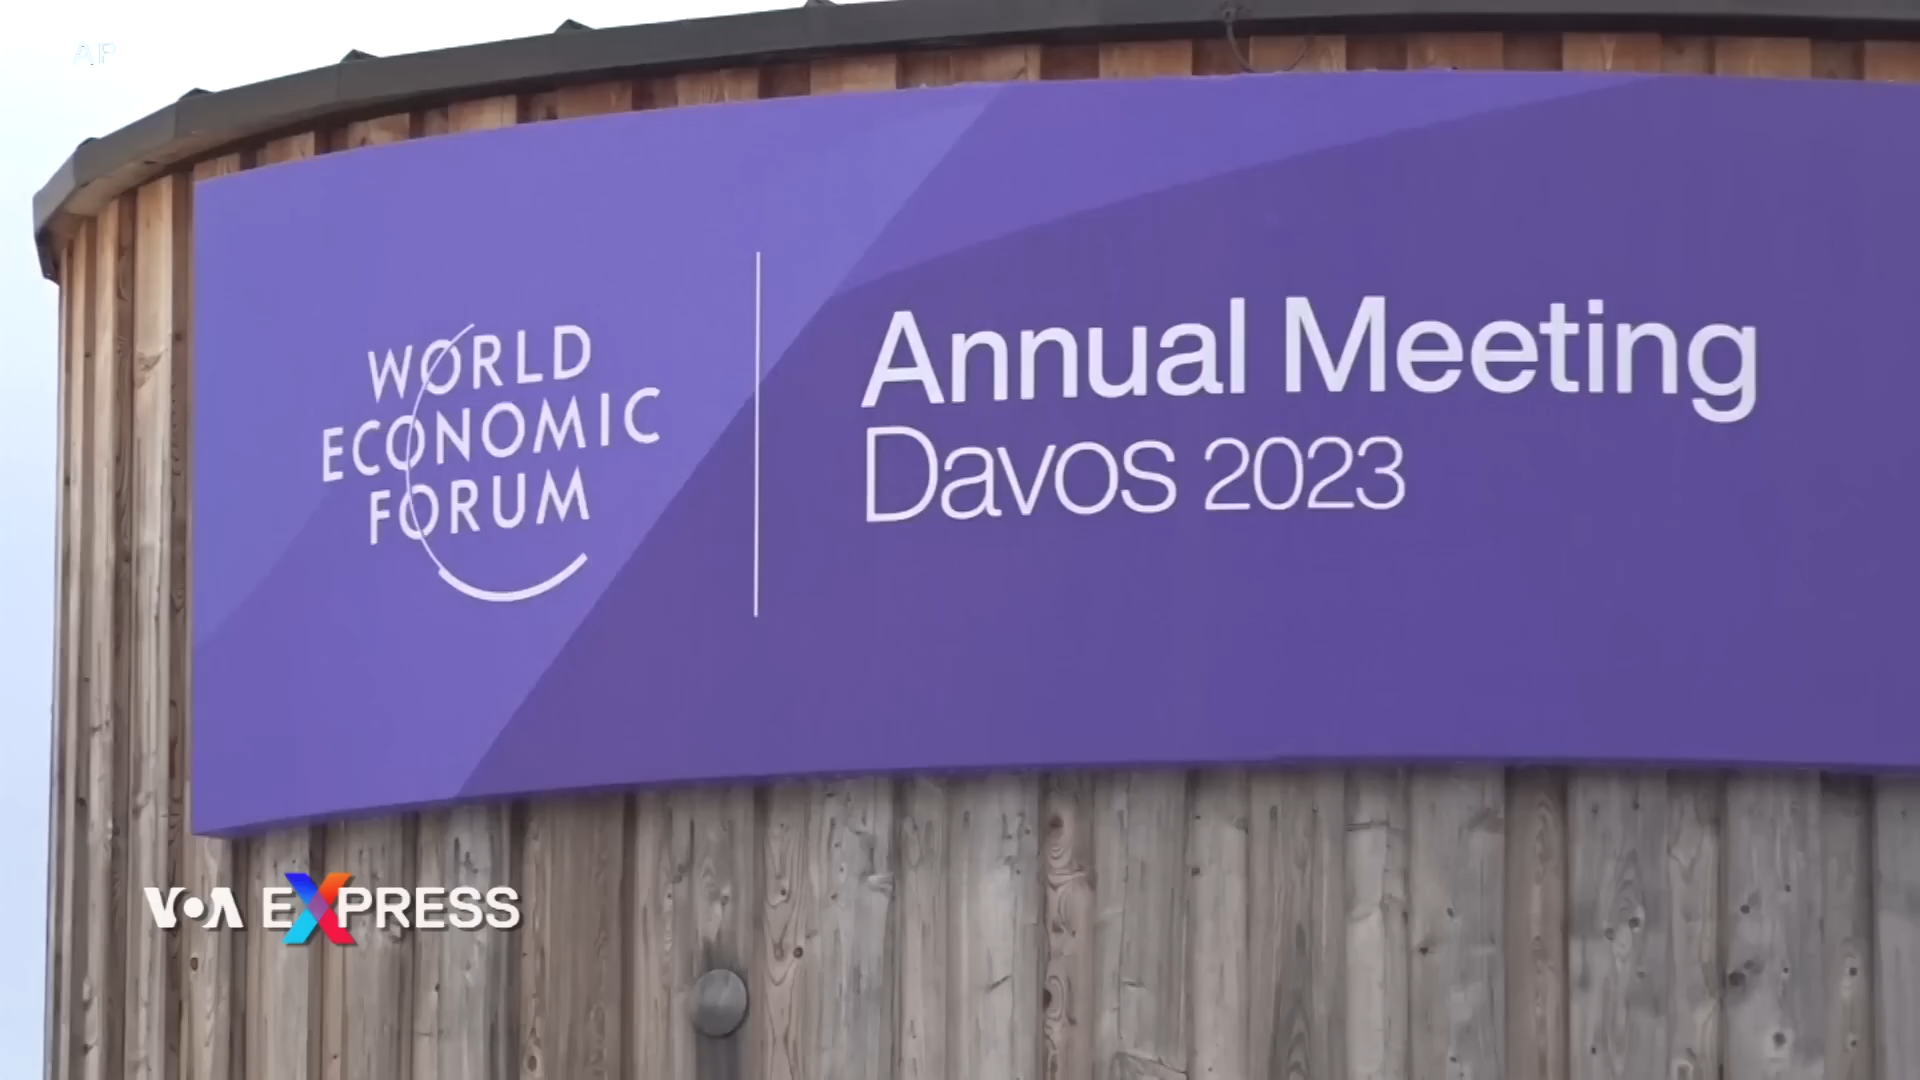 AP
WORLD
ECONOMIC
FORUM
Annual Meeting
Davos 2023
VOA EXPRESS